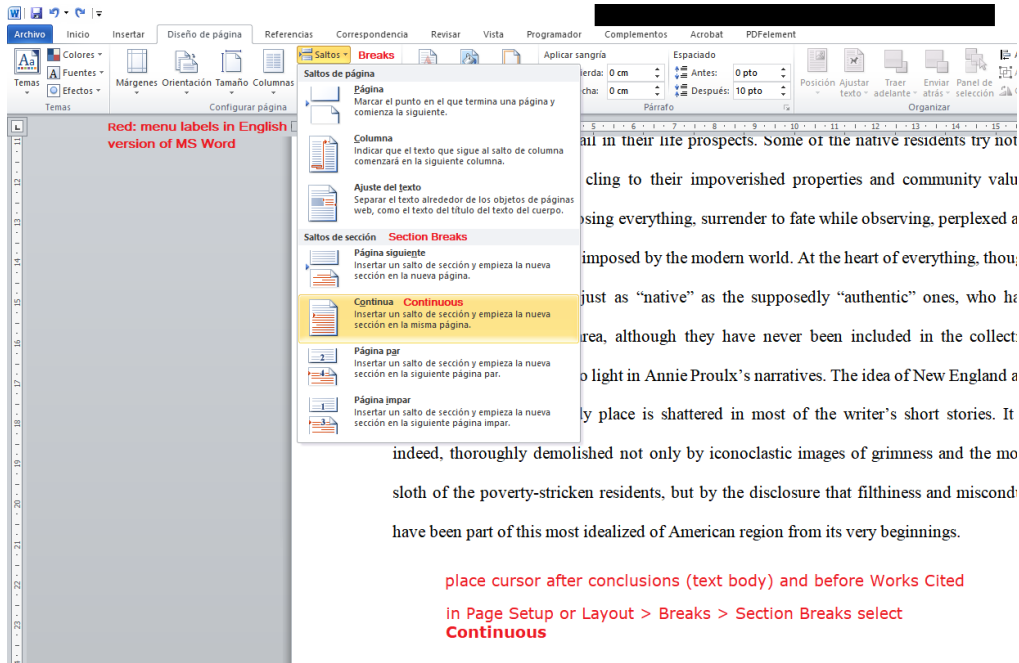 Archivo Inicio Insertar Diseño de página Referencias Correspondencia Revisar Vista Programador Complementos Acrobat PDFelement
Aa Temas
Colores
A Fuentes
Efectos
Temas
Márgenes Orientación Tamaño Columnas
Configurar página
Saltos Breaks
Aplicar sangría
0 cm
0 cm
Espaciado
Antes: 0 pto
Después: 10 pto
Párrafo
Posición Ajustar texto Traer adelante Enviar atrás Panel de selección
Organizar
Red: menu labels in English
version of MS Word
Saltos de página
Página
Marcar el punto en el que termina una página y
comienza la siguiente.
Columna
Indicar que el texto que sigue al salto de columna
comenzará en la siguiente columna.
Ajuste del texto
Separar el texto alrededor de los objetos de páginas
web, como el texto del título del texto del cuerpo.
Saltos de sección Section Breaks
Página siguiente
Insertar un salto de sección y empieza la nueva
sección en la nueva página.
Continua Continuous
Insertar un salto de sección y empieza la nueva
sección en la misma página.
Página par
Insertar un salto de sección y empieza la nueva
sección en la siguiente página par.
Página impar
Insertar un salto de sección y empieza la nueva
sección en la siguiente página impar.
in their life prospects. Some of the native residents try not
cling to their impoverished properties and community
everything, surrender to fate while observing, perplexed
imposed by the modern world. At the heart of everything,
just as “native” as the supposedly “authentic” ones, who
although they have never been included in the
light in Annie Proulx’s narratives. The idea of New England
place is shattered in most of the writer’s short stories. It
indeed, thoroughly demolished not only by iconoclastic images of grimness and the
sloth of the poverty-stricken residents, but by the disclosure that filthiness and
have been part of this most idealized of American region from its very beginnings.
place cursor after conclusions (text body) and before Works Cited
in Page Setup or Layout > Breaks > Section Breaks select
Continuous